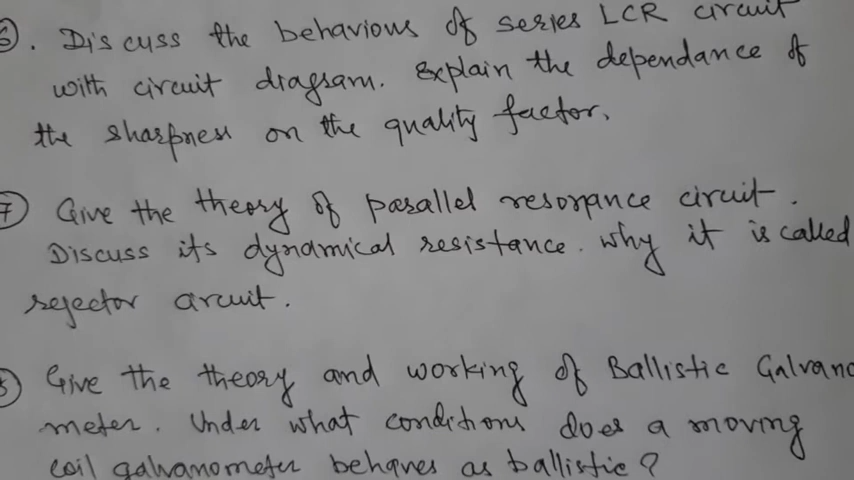 6. Discuss the behavious of series LCR circuit
with circuit diagram. Explain the dependance of
the sharpness on the quality factor.
7 Give the theory of parallel resonance circuit.
Discuss its dynamical resistance. why it is called
rejector circuit.
Give the theory and working of Ballistic Galvano
meter. Under what conditions does a moving
coil galvanometer behaves as ballistic?